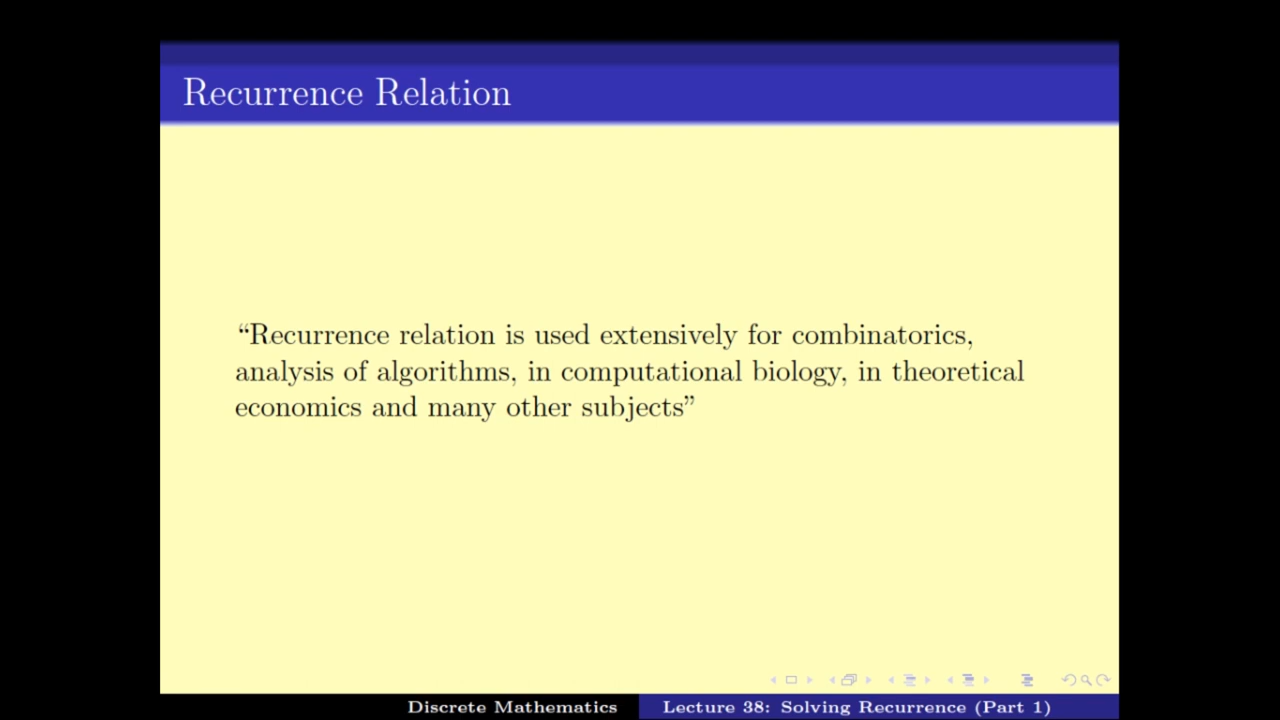 Recurrence Relation
“Recurrence relation is used extensively for combinatorics,
analysis of algorithms, in computational biology, in theoretical
economics and many other subjects”
Discrete Mathematics
Lecture 38: Solving Recurrence (Part 1)